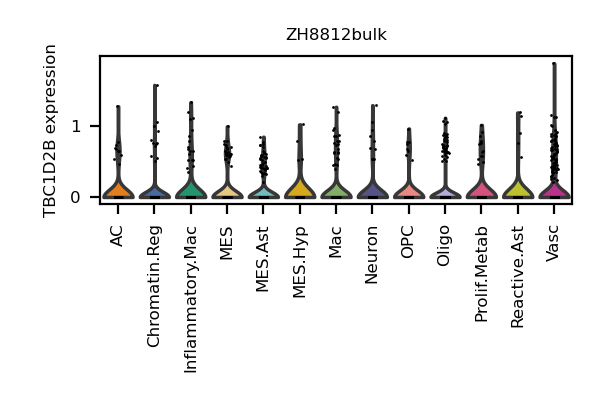 ZH8812bulk
TBC1D2B expression
1
0
AC
Chromatin.Reg
Inflammatory.Mac
MES
MES.Ast
MES.Hyp
Mac
Neuron
OPC
Oligo
Prolif.Metab
Reactive.Ast
Vasc